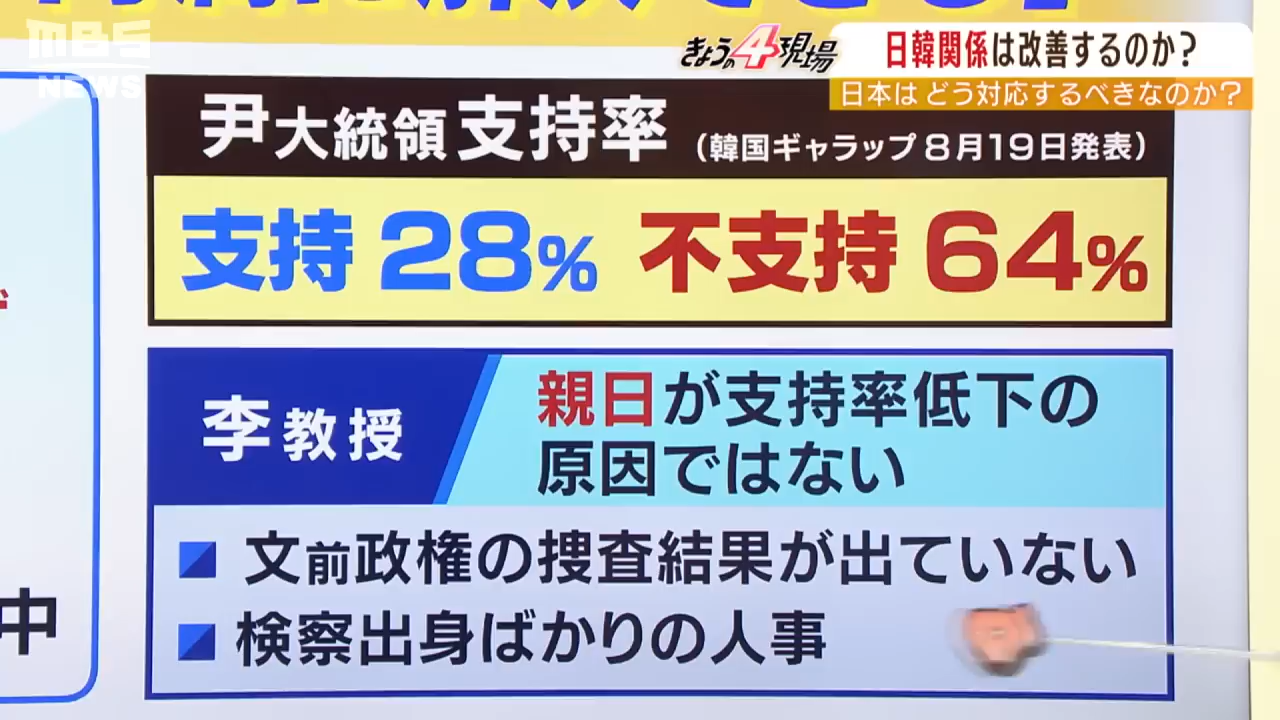 MBS
NEWS
きょうの4現場
日韓関係は改善するのか?
日本は どう対応するべきなのか?
尹大統領支持率(韓国ギャラップ8月19日発表)
支持28% 不支持64%
李教授
親日が支持率低下の
原因ではない
文前政権の捜査結果が出ていない
検察出身ばかりの人事
中